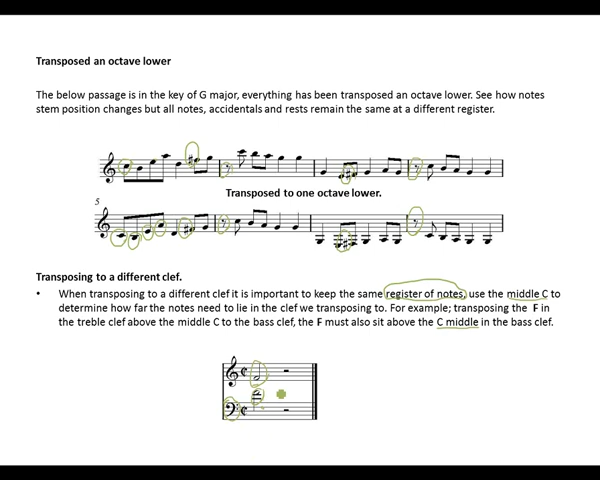 Transposed an octave lower
The below passage is in the key of G major, everything has been transposed an octave lower. See how notes
stem position changes but all notes, accidentals and rests remain the same at a different register.
Transposed to one octave lower.
5
Transposing to a different clef.
• When transposing to a different clef it is important to keep the same register of notes, use the middle C to
determine how far the notes need to lie in the clef we transposing to. For example; transposing the F in
the treble clef above the middle C to the bass clef, the F must also sit above the C middle in the bass clef.